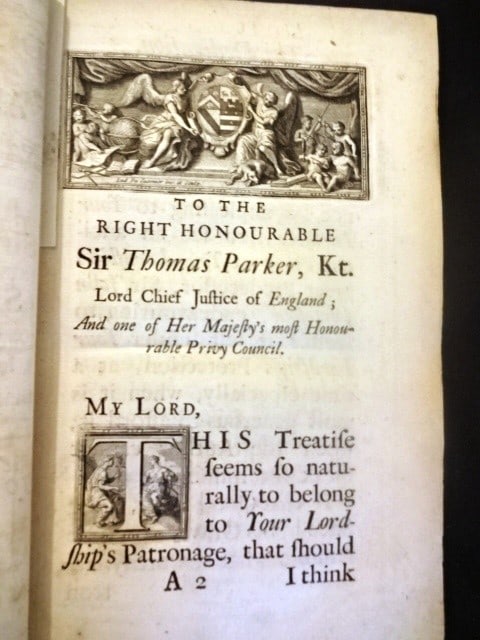 TO THE
RIGHT HONOURABLE
Sir Thomas Parker, Kt.
Lord Chief Juſtice of England;
And one of Her Majeſty's moſt Honou-
rable Privy Council.
MY LORD,
THIS Treatiſe
ſeems ſo natu-
rally to belong
to Your Lord-
ſhip's Patronage, that ſhould
A 2 I think